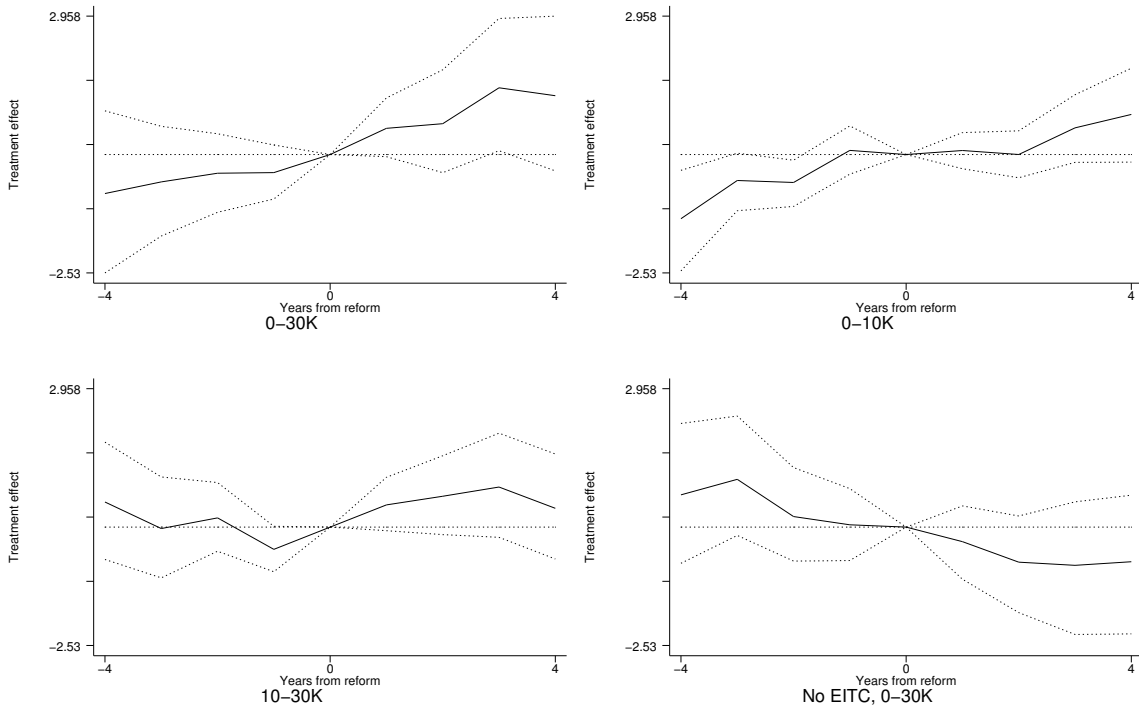 2.958
Treatment effect
−2.53
−4 0 4
Years from reform
0−30K
2.958
Treatment effect
−2.53
−4 0 4
Years from reform
0−10K
2.958
Treatment effect
−2.53
−4 0 4
Years from reform
10−30K
2.958
Treatment effect
−2.53
−4 0 4
Years from reform
No EITC, 0−30K